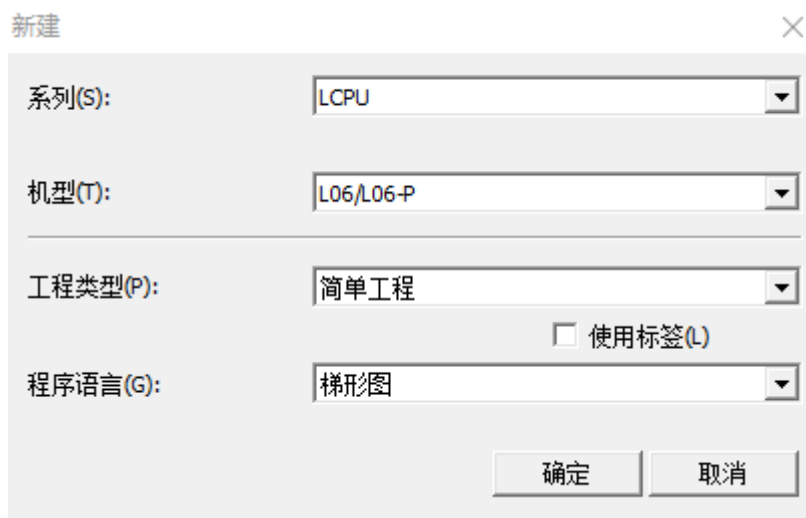 新建
系列(S): LCPU
机型(T): L06/L06-P
工程类型(P): 简单工程
使用标签(L)
程序语言(G): 梯形图
确定 取消